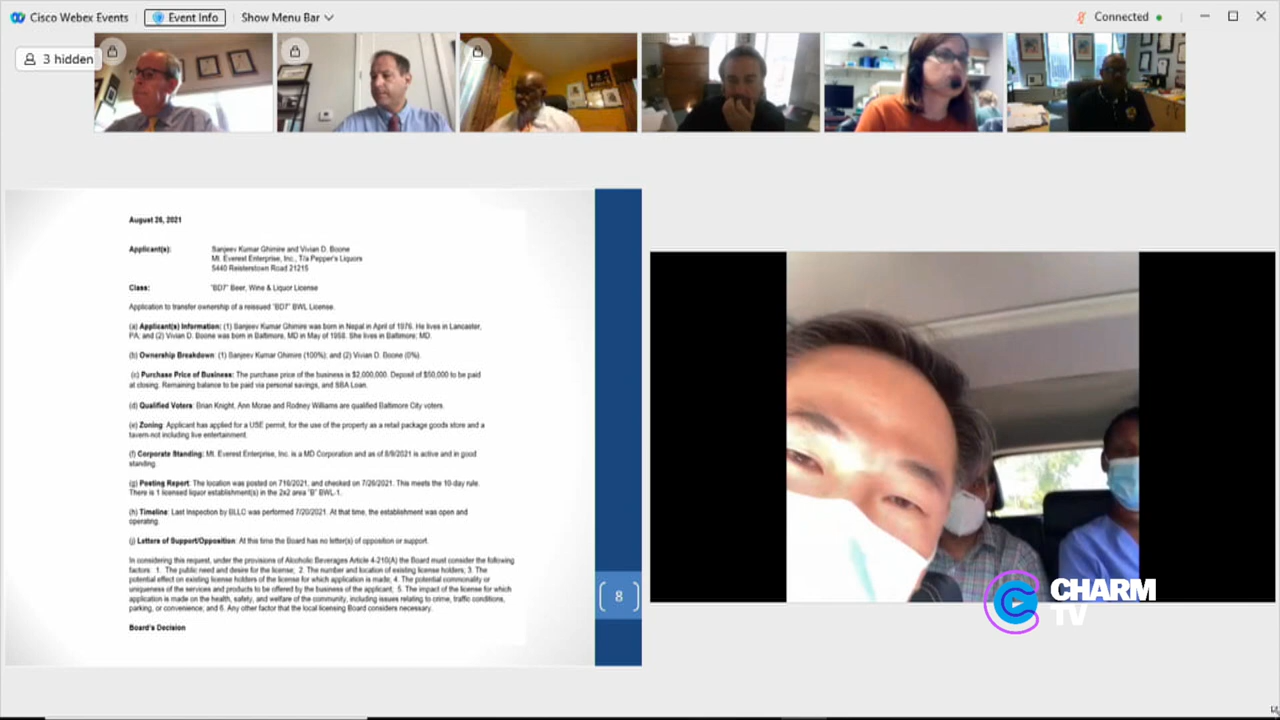 Cisco Webex Events
Event Info
Show Menu Bar
Connected
3 hidden
August 26, 2021
Applicant(s):
Sanjeev Kumar Ghimire and Vivian D. Boone
Mt. Everest Enterprise, Inc., T/a Pepper's Liquors
5440 Reisterstown Road 21215
Class:
"BD7" Beer, Wine & Liquor License
Application to transfer ownership of a reissued "BD7" BWL License.
(a) Applicant(s) Information: (1) Sanjeev Kumar Ghimire was born in Nepal in April of 1976. He lives in Lancaster,
PA; and (2) Vivian D. Boone was born in Baltimore, MD in May of 1958. She lives in Baltimore; MD.
(b) Ownership Breakdown: (1) Sanjeev Kumar Ghimire (100%); and (2) Vivian D. Boone (0%).
(c) Purchase Price of Business: The purchase price of the business is $2,000,000. Deposit of $50,000 to be paid
at closing. Remaining balance to be paid via personal savings, and SBA Loan.
(d) Qualified Voters: Brian Knight, Ann Morae and Rodney Williams are qualified Baltimore City voters.
(e) Zoning: Applicant has applied for a USE permit, for the use of the property as a retail package goods store and a
tavern-not including live entertainment.
(f) Corporate Standing: Mt. Everest Enterprise, Inc. is a MD Corporation and as of 8/9/2021 is active and in good
standing.
(g) Posting Report: The location was posted on 716/2021, and checked on 7/26/2021. This meets the 10-day rule.
There is 1 licensed liquor establishment(s) in the 2x2 area "B" BWL-1.
(h) Timeline: Last Inspection by BLLC was performed 7/20/2021. At that time, the establishment was open and
operating.
(j) Letters of Support/Opposition: At this time the Board has no letter(s) of opposition or support.
In considering this request, under the provisions of Alcoholic Beverages Article 4-210(A) the Board must consider the following
factors: 1. The public need and desire for the license; 2. The number and location of existing license holders; 3. The
potential effect on existing license holders of the license for which application is made; 4. The potential commonality or
uniqueness of the services and products to be offered by the business of the applicant; 5. The impact of the license for which
application is made on the health, safety, and welfare of the community, including issues relating to crime, traffic conditions,
parking, or convenience; and 6. Any other factor that the local licensing Board considers necessary.
Board's Decision
8
CHARM
TV